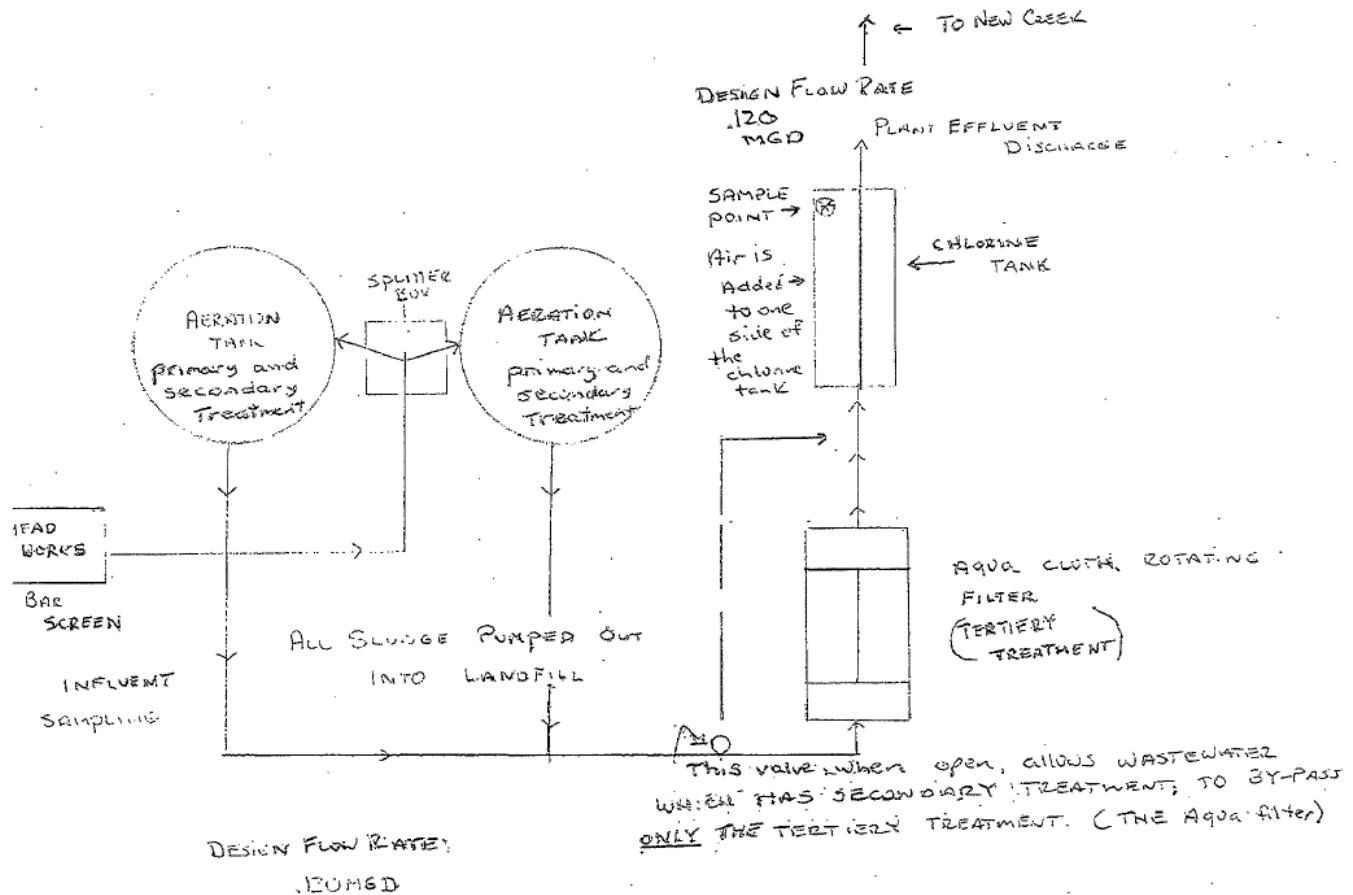 ← TO NEW CREEK
DESIGN FLOW RATE
.120
MGD
PLANT EFFLUENT
DISCHARGE
SAMPLE
POINT →
Air is
Added →
to one
side of
the
chlorine
tank
← CHLORINE
TANK
SPLITTER
BOX
AERATION
TANK
primary and
secondary
Treatment
AERATION
TANK
primary and
secondary
Treatment
HEAD
WORKS
BAR
SCREEN
INFLUENT
SAMPLING
ALL SLUDGE PUMPED OUT
INTO LANDFILL
AQUA CLOTH ROTATING
FILTER
(TERTIERY
TREATMENT)
This valve, when open, allows WASTEWATER
WHICH HAS SECONDARY TREATMENT, TO BY-PASS
ONLY THE TERTIERY TREATMENT. (THE Aqua filter)
DESIGN FLOW RATE: